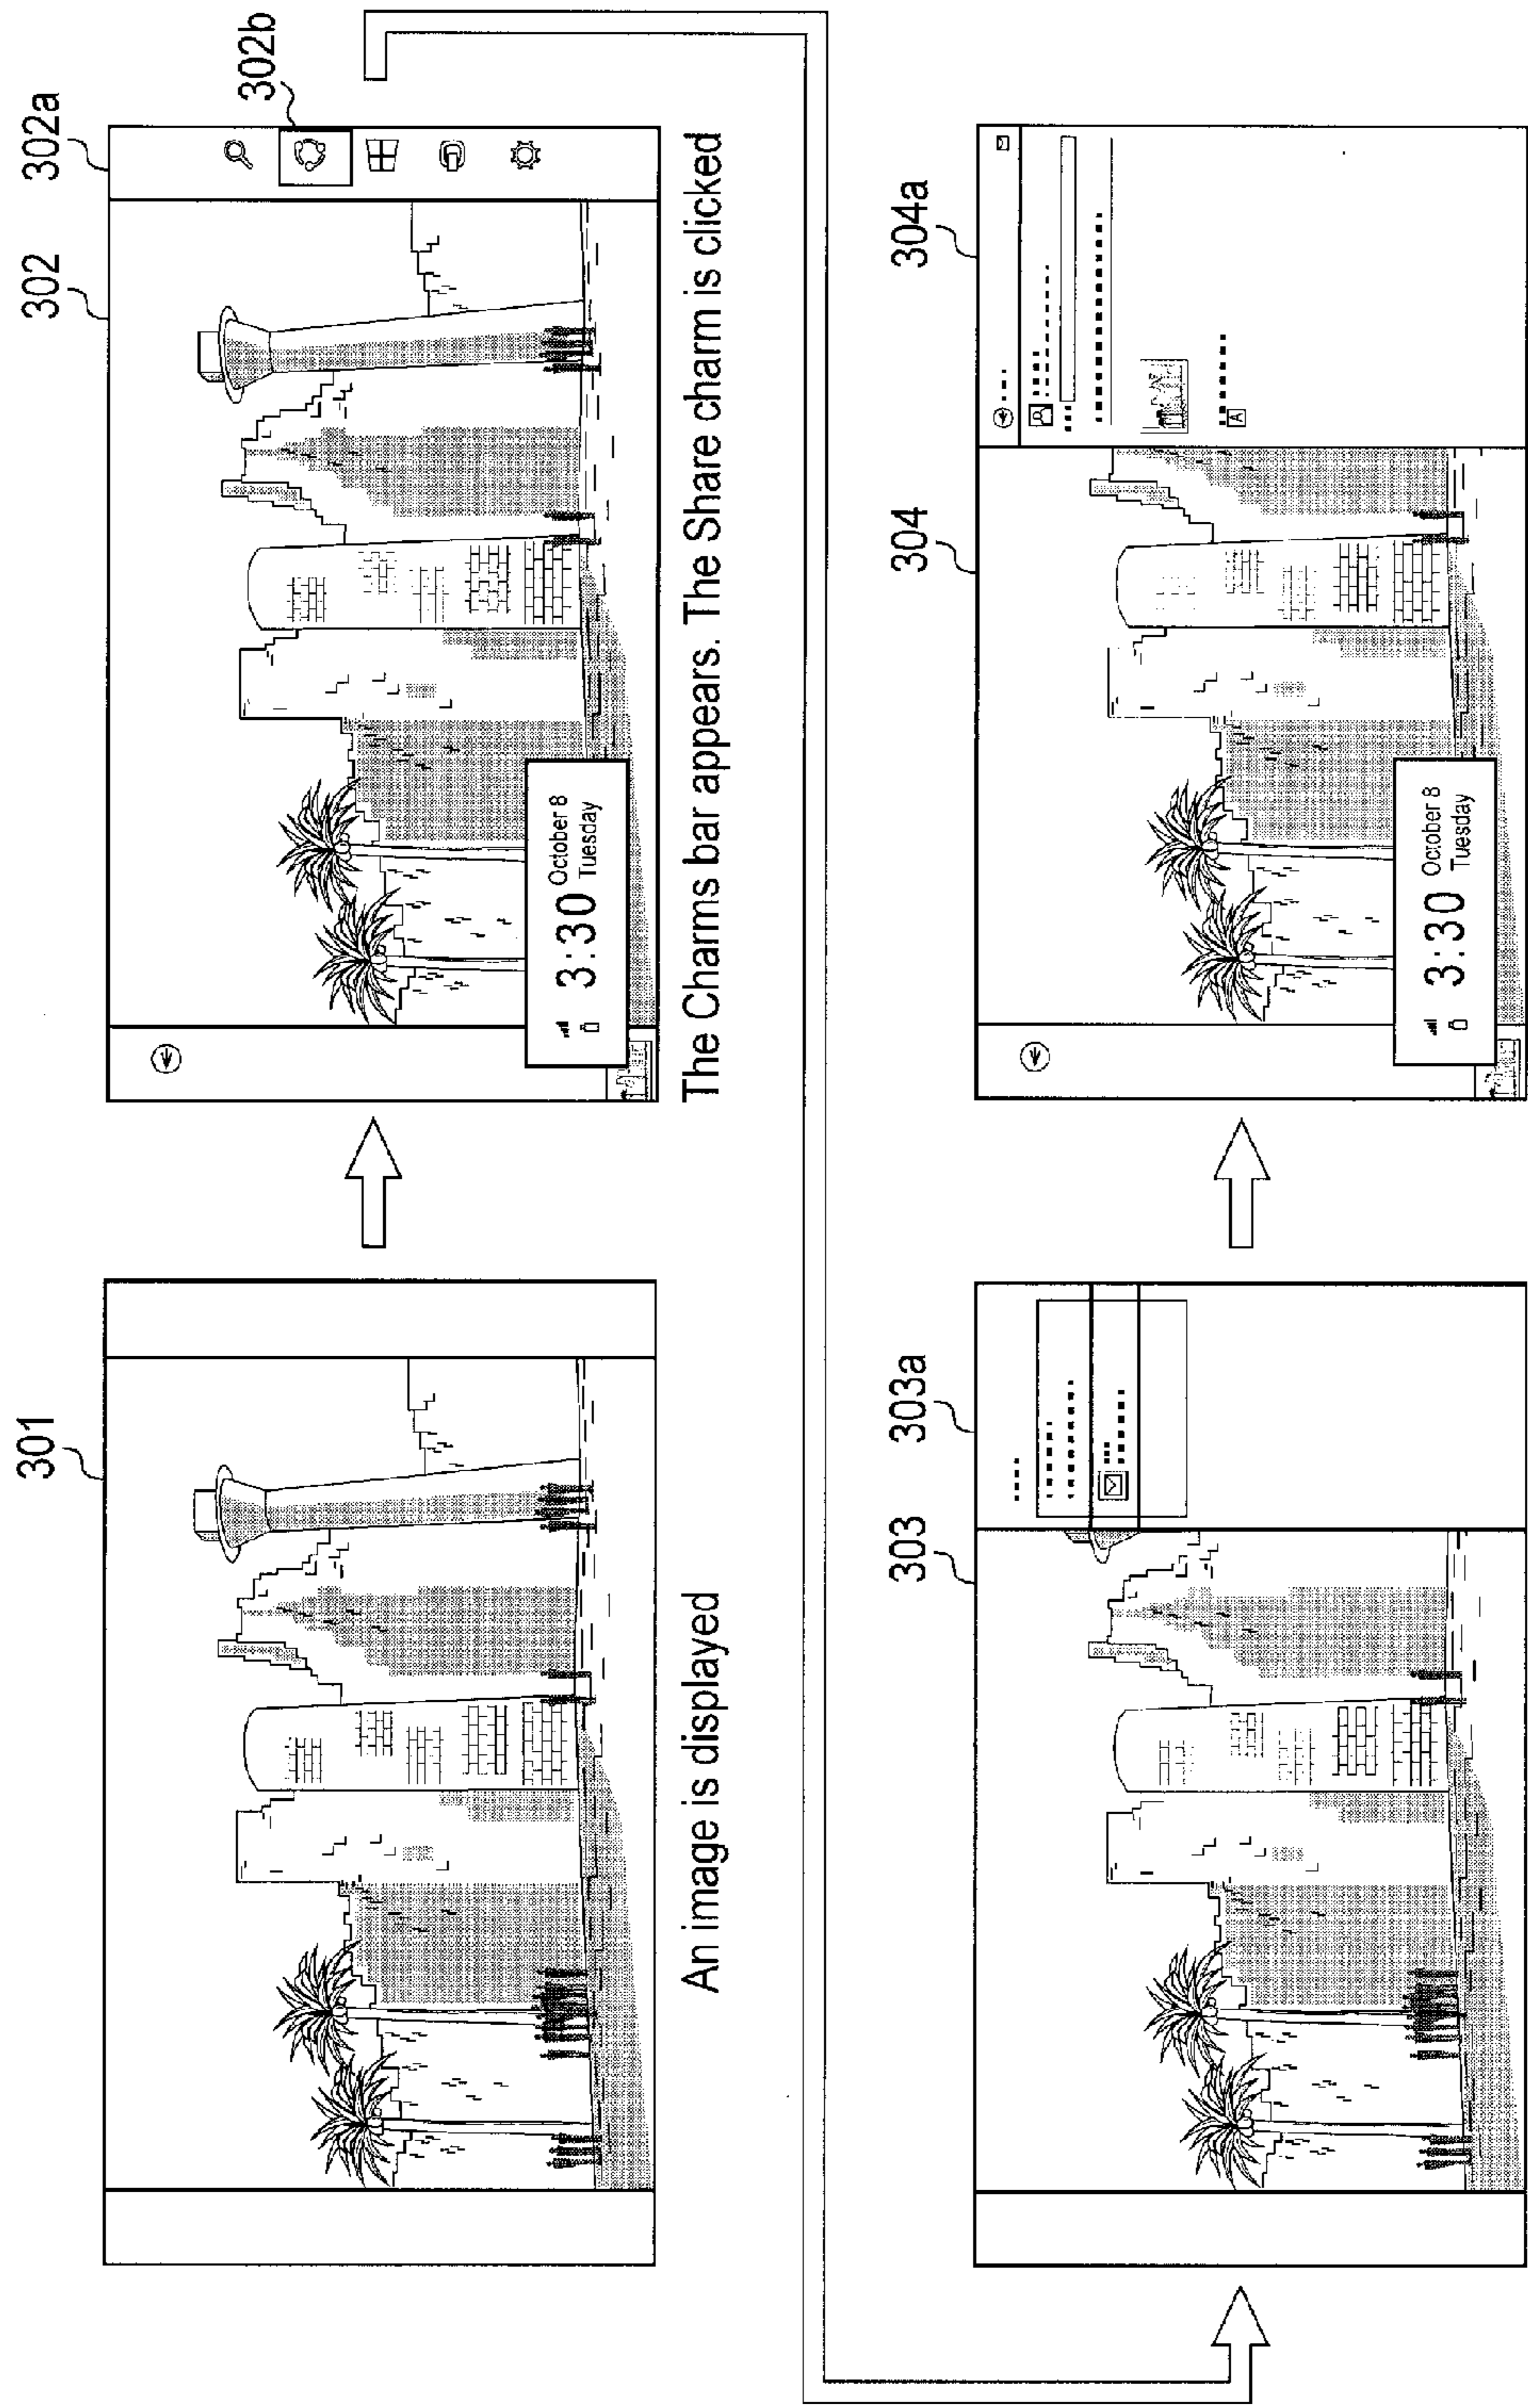 301
An image is displayed
302
302a
302b
3:30 October 8
Tuesday
The Charms bar appears. The Share charm is clicked
303
303a
304
304a
A
3:30 October 8
Tuesday